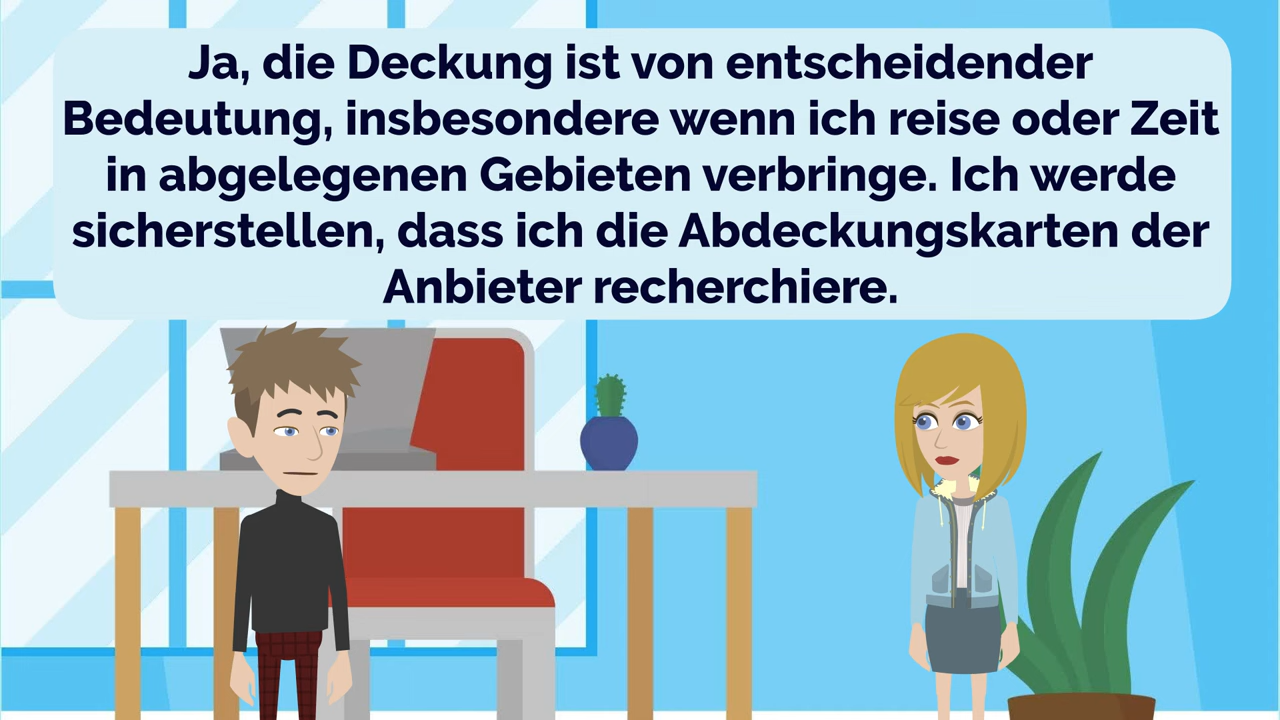 Ja, die Deckung ist von entscheidender
Bedeutung, insbesondere wenn ich reise oder Zeit
in abgelegenen Gebieten verbringe. Ich werde
sicherstellen, dass ich die Abdeckungskarten der
Anbieter recherchiere.